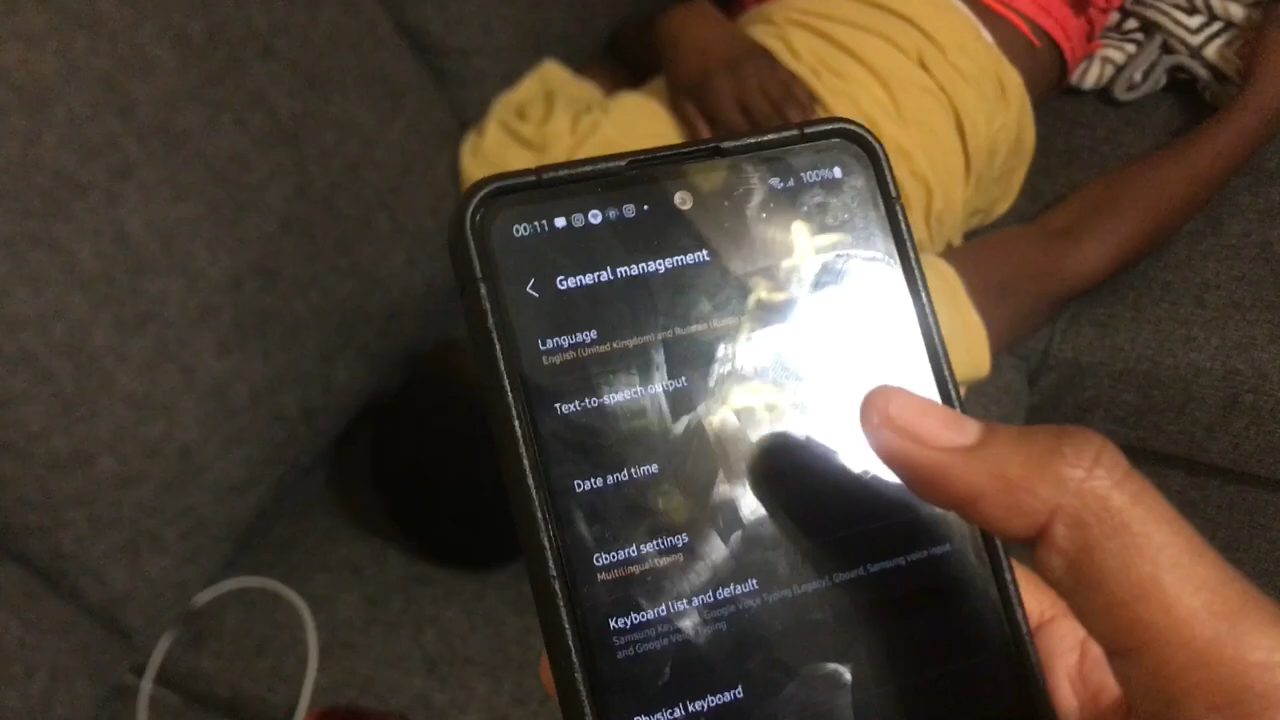 00:11
100%
General management
Language
English (United Kingdom) and Russian
Text-to-speech output
Date and time
Gboard settings
Multilingual typing
Keyboard list and default
Samsung Google Voice Typing (Legacy), Gboard, Samsung voice input
and Google Voice Typing
Physical keyboard